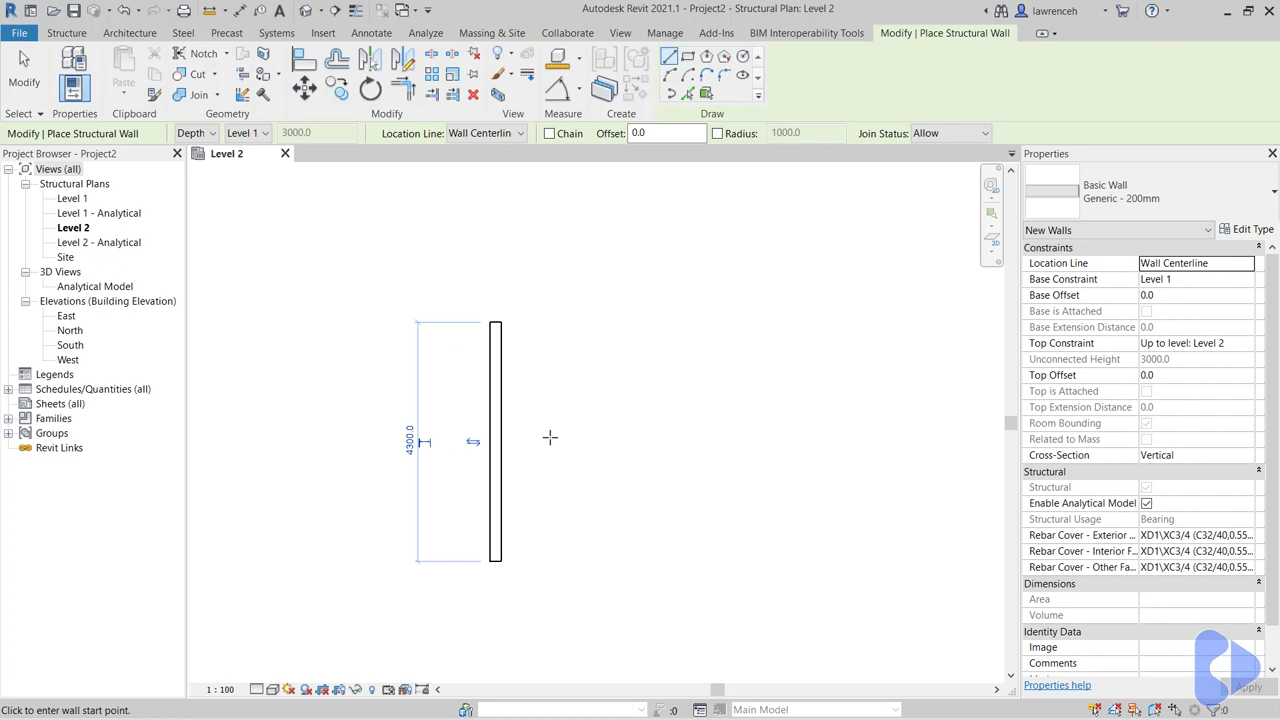 Autodesk Revit 2021.1 - Project2 - Structural Plan: Level 2
lawrenceh
File Structure Architecture Steel Precast Systems Insert Annotate Analyze Massing & Site Collaborate View Manage Add-Ins BIM Interoperability Tools Modify | Place Structural Wall
Modify
Paste
Notch
Cut
Join
Select Properties Clipboard Geometry Modify View Measure Create Draw
Modify | Place Structural Wall Depth Level 1 3000.0 Location Line: Wall Centerlin Chain Offset: 0.0 Radius: 1000.0 Join Status: Allow
Project Browser - Project2
Views (all)
Structural Plans
Level 1
Level 1 - Analytical
Level 2
Level 2 - Analytical
Site
3D Views
Analytical Model
Elevations (Building Elevation)
East
North
South
West
Legends
Schedules/Quantities (all)
Sheets (all)
Families
Groups
Revit Links
Level 2
4300.0
1 : 100
Properties
Basic Wall
Generic - 200mm
New Walls Edit Type
Constraints
Location Line Wall Centerline
Base Constraint Level 1
Base Offset 0.0
Base is Attached
Base Extension Distance 0.0
Top Constraint Up to level: Level 2
Unconnected Height 3000.0
Top Offset 0.0
Top is Attached
Top Extension Distance 0.0
Room Bounding
Related to Mass
Cross-Section Vertical
Structural
Structural
Enable Analytical Model
Structural Usage Bearing
Rebar Cover - Exterior ... XD1\XC3/4 (C32/40,0.55...
Rebar Cover - Interior F... XD1\XC3/4 (C32/40,0.55...
Rebar Cover - Other Fa... XD1\XC3/4 (C32/40,0.55...
Dimensions
Area
Volume
Identity Data
Image
Comments
Properties help Apply
Click to enter wall start point. :0 Main Model :0